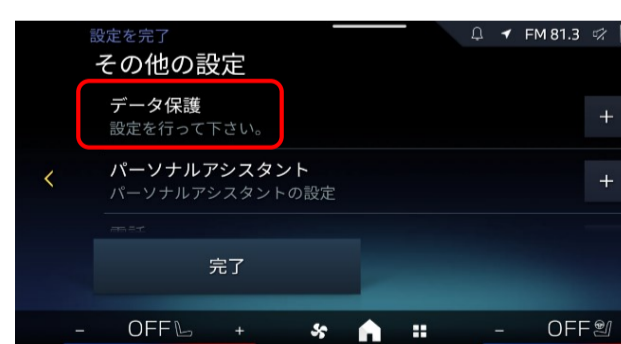 設定を完了
FM 81.3
その他の設定
データ保護
設定を行って下さい。
+
パーソナルアシスタント
パーソナルアシスタントの設定
+
電話
完了
- OFF + - OFF